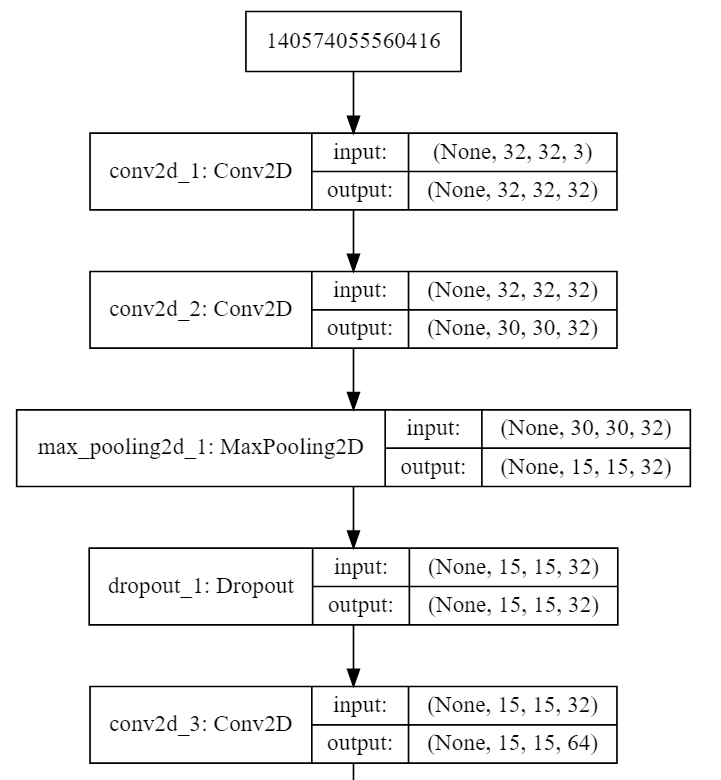 140574055560416
conv2d_1: Conv2D
input:
(None, 32, 32, 3)
output:
(None, 32, 32, 32)
conv2d_2: Conv2D
input:
(None, 32, 32, 32)
output:
(None, 30, 30, 32)
max_pooling2d_1: MaxPooling2D
input:
(None, 30, 30, 32)
output:
(None, 15, 15, 32)
dropout_1: Dropout
input:
(None, 15, 15, 32)
output:
(None, 15, 15, 32)
conv2d_3: Conv2D
input:
(None, 15, 15, 32)
output:
(None, 15, 15, 64)